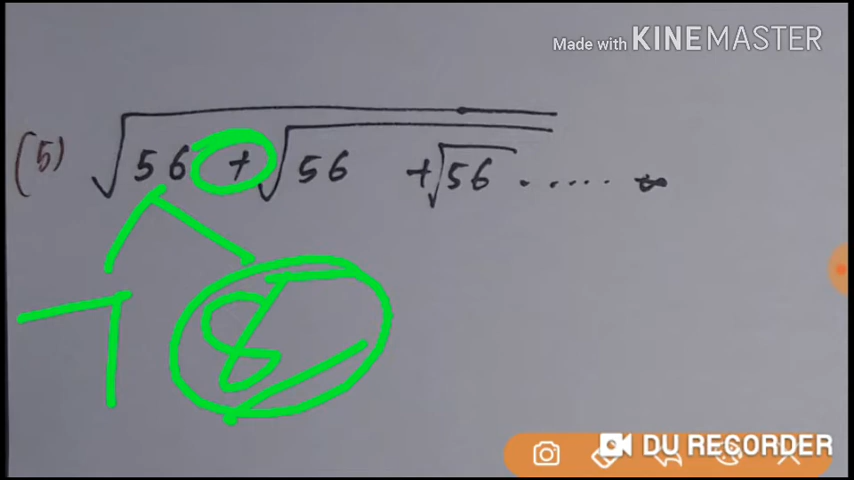 Made with KINEMASTER
(5) √56 + √56 + √56 ..... ∞
7 8
DU RECORDER